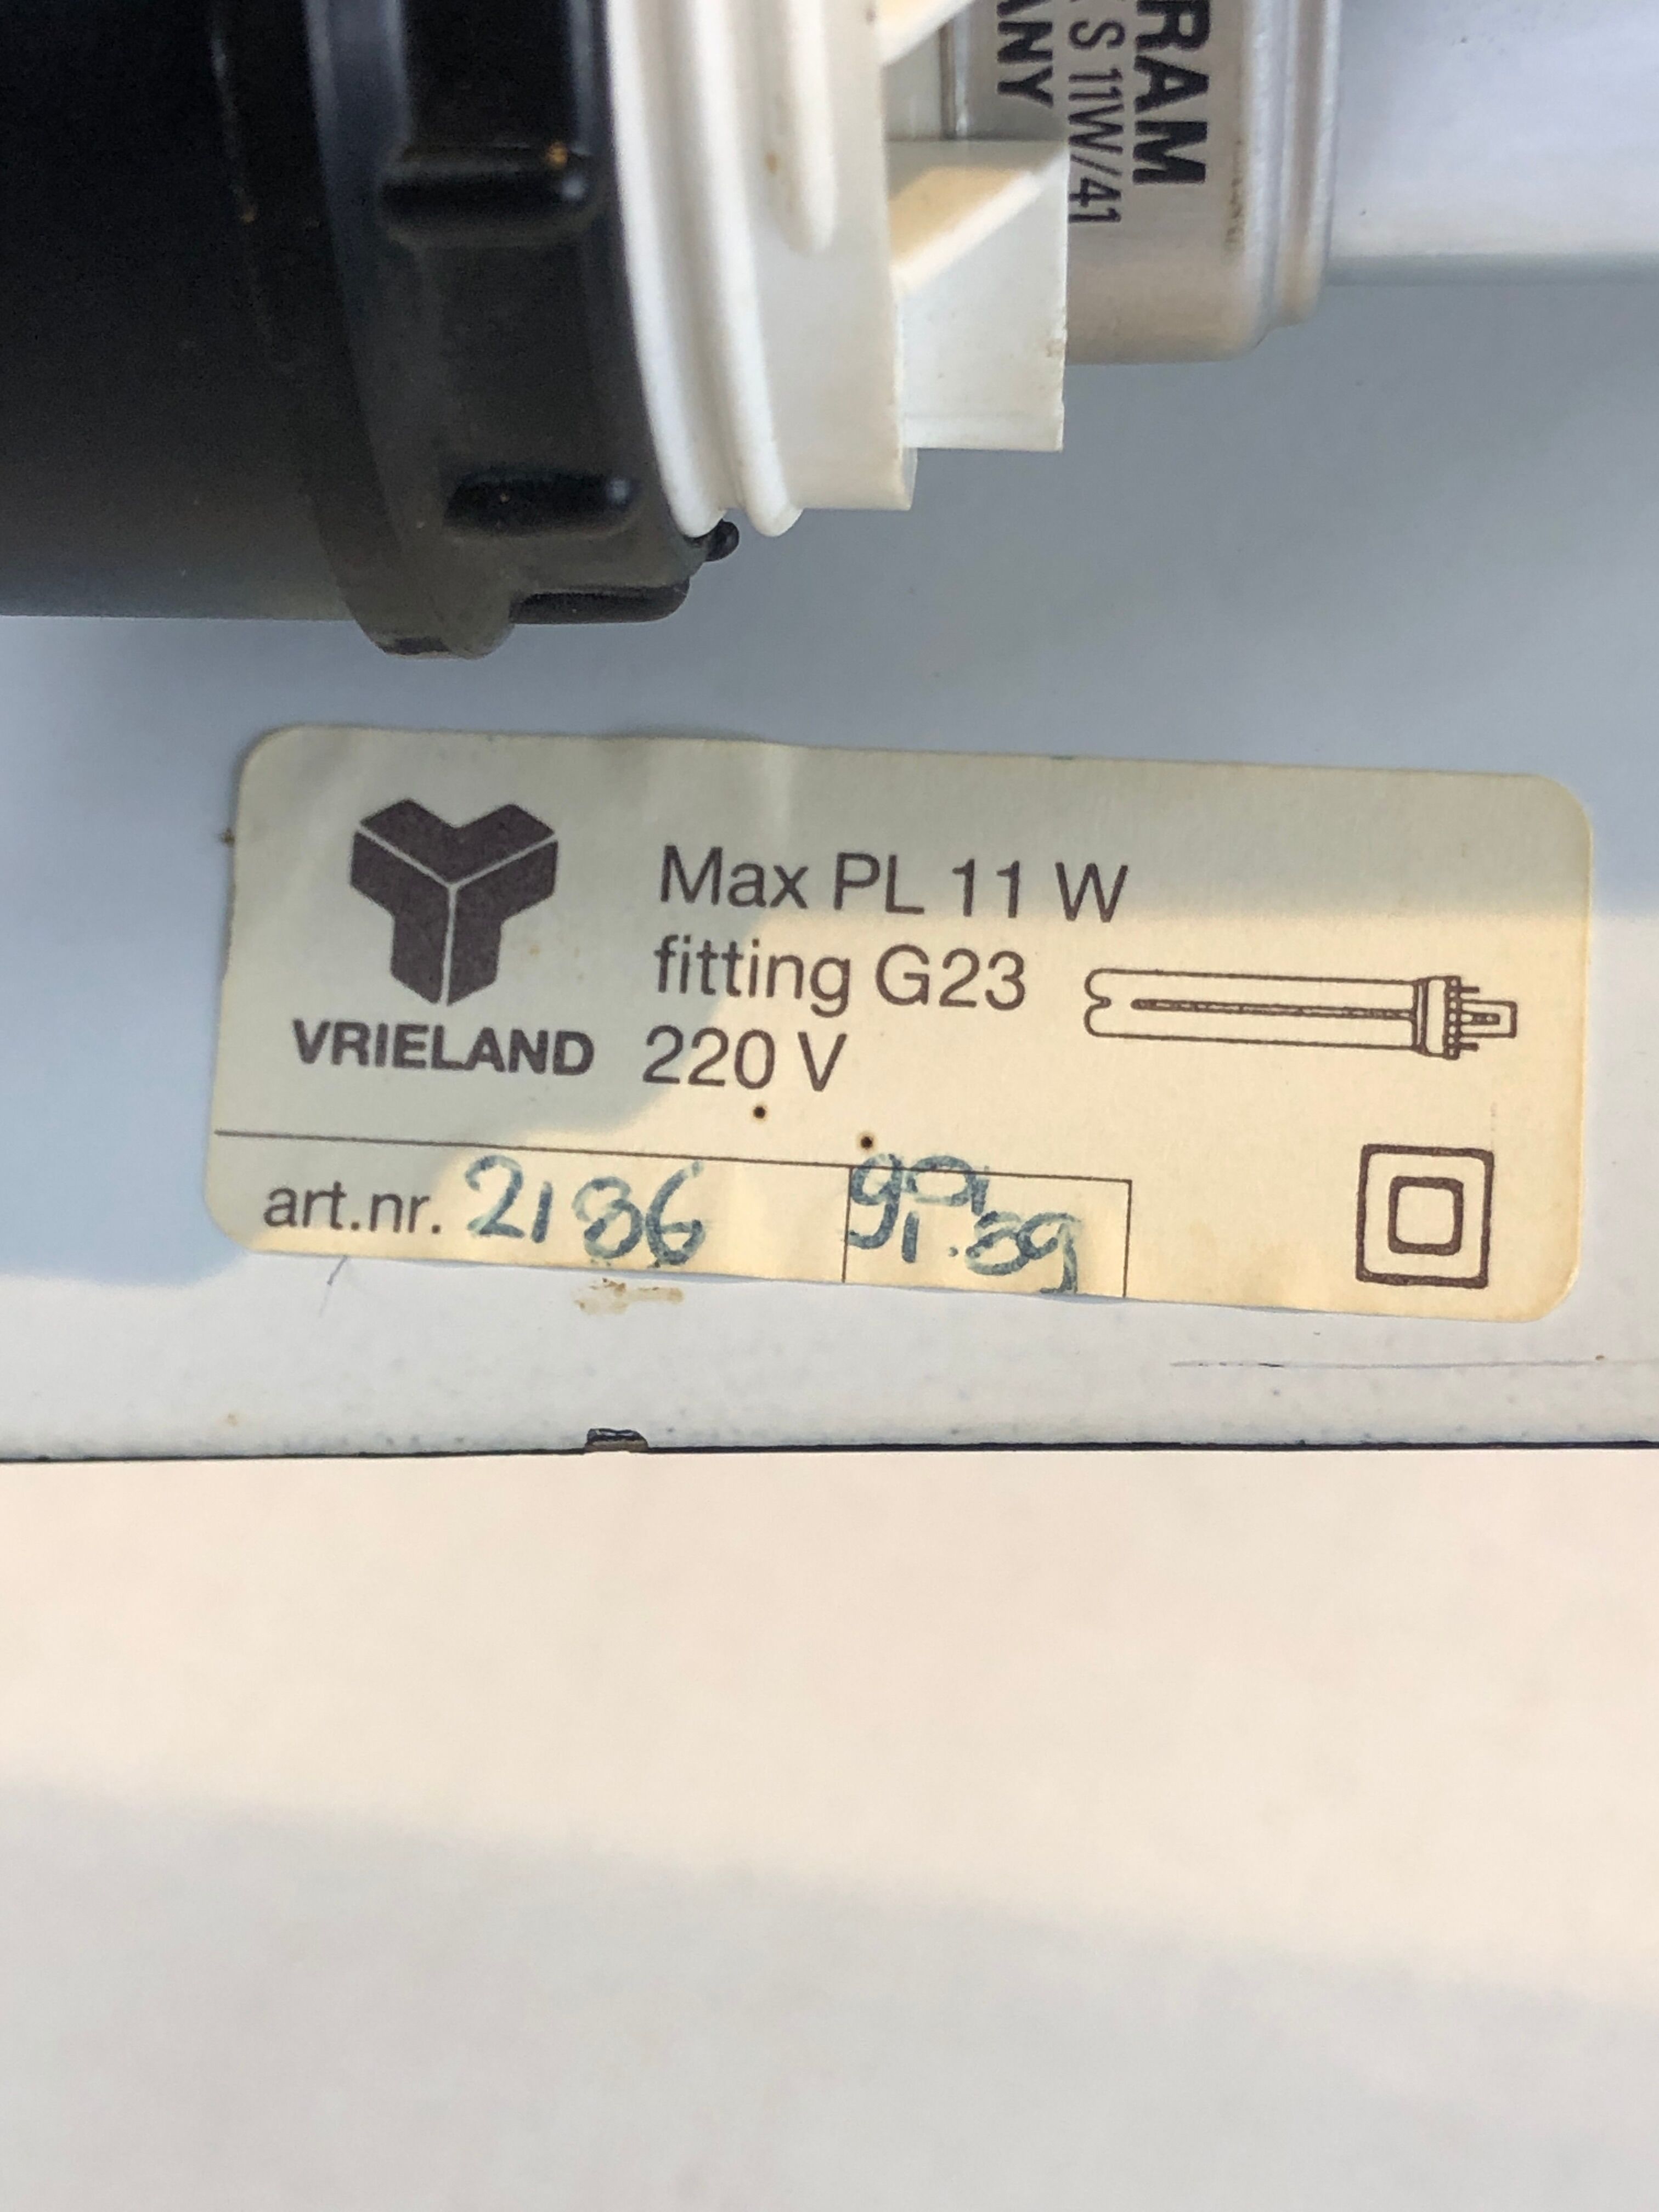 RAM
S 11W/41
ANY
Max PL 11 W
fitting G23
VRIELAND 220 V
art.nr. 2186